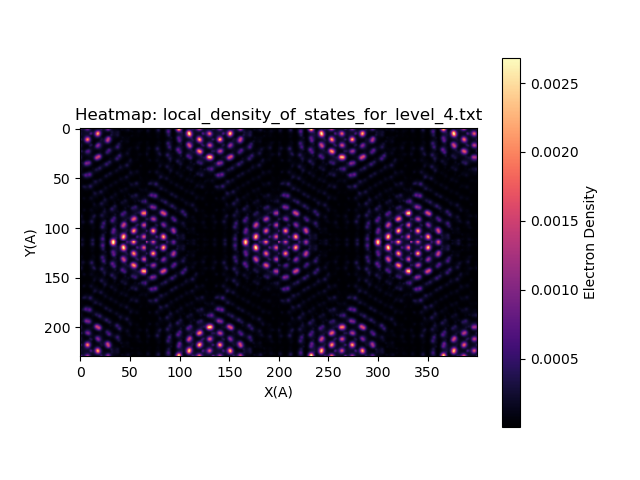 Heatmap: local_density_of_states_for_level_4.txt
0
50
100
150
200
Y(A)
0 50 100 150 200 250 300 350
X(A)
0.0025
0.0020
0.0015
0.0010
0.0005
Electron Density